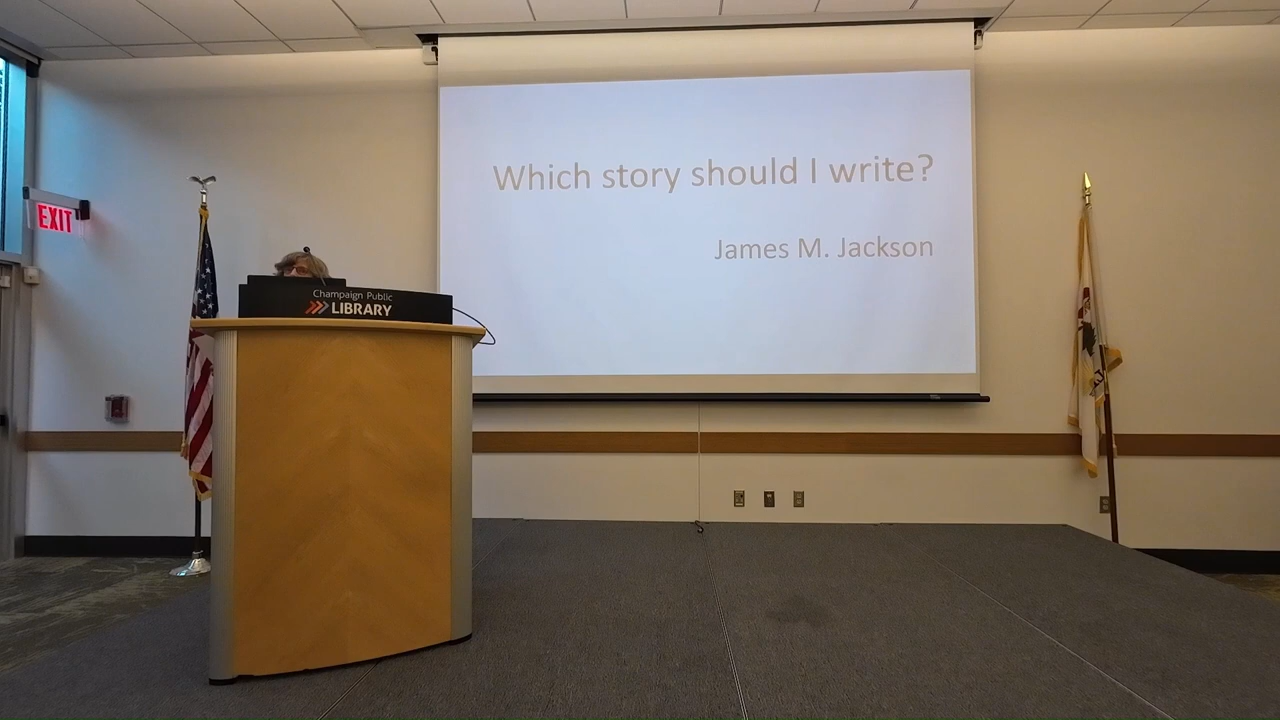 Which story should I write?
James M. Jackson
EXIT
Champaign Public
LIBRARY